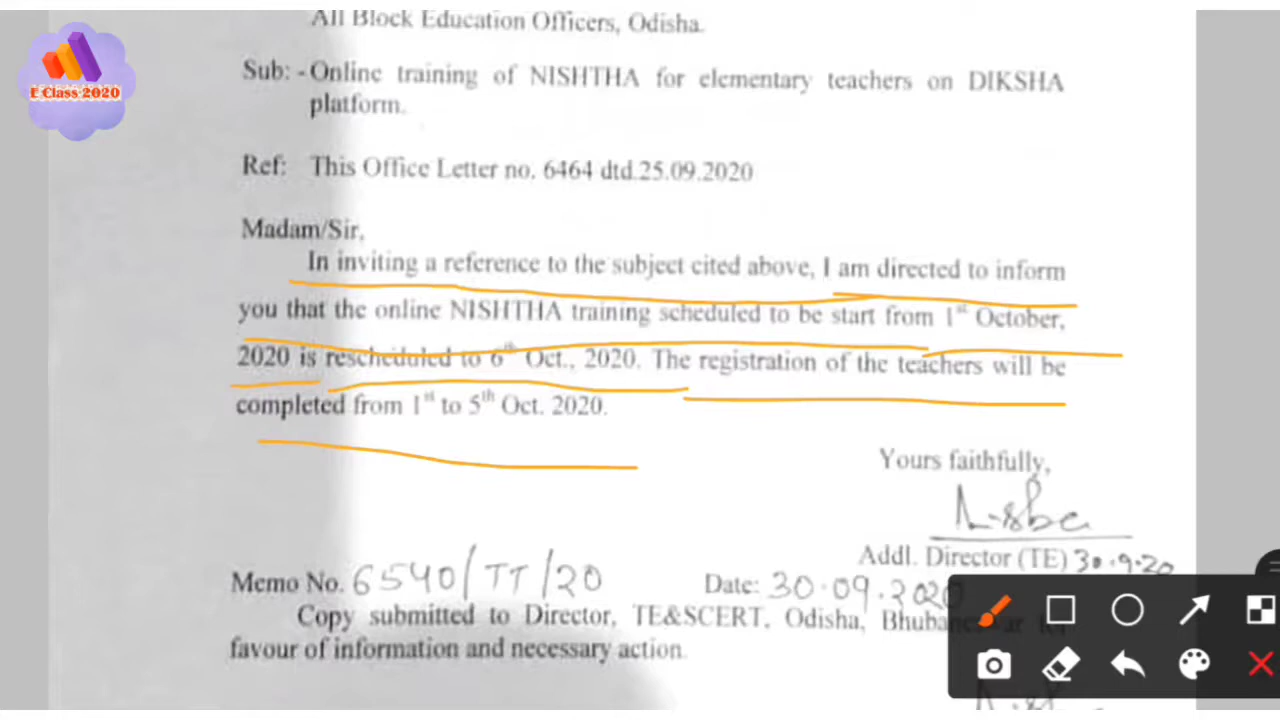 All Block Education Officers, Odisha.
E Class 2020
Sub: - Online training of NISHTHA for elementary teachers on DIKSHA
platform.
Ref: This Office Letter no. 6464 dtd.25.09.2020
Madam/Sir,
In inviting a reference to the subject cited above, I am directed to inform
you that the online NISHTHA training scheduled to be start from 1st October,
2020 is rescheduled to 6th Oct., 2020. The registration of the teachers will be
completed from 1st to 5th Oct. 2020.
Yours faithfully,
Addl. Director (TE) 30.9.20
Memo No. 6540/TT/20 Date: 30.09.2020
Copy submitted to Director, TE&SCERT, Odisha, Bhubaneswar for
favour of information and necessary action.